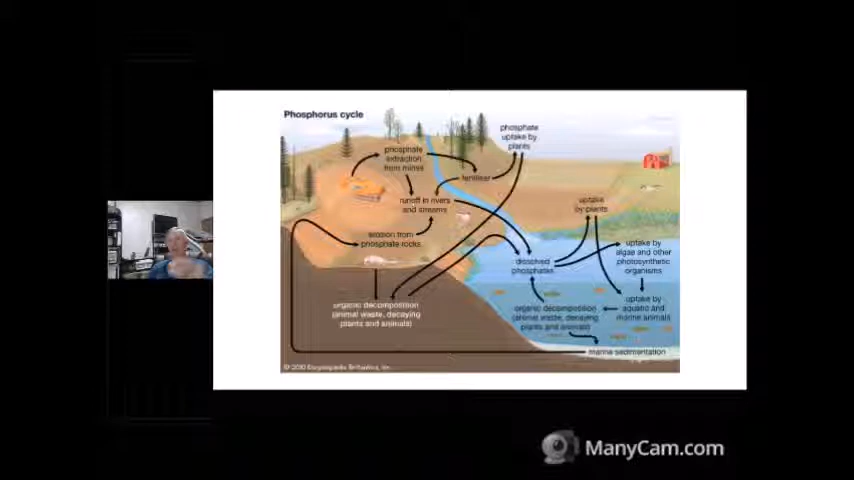 Phosphorus cycle
phosphate
uptake by
plants
phosphate
extraction
from mines
fertilizer
runoff in rivers
and streams
erosion from
phosphate rocks
uptake
by plants
dissolved
phosphates
uptake by
algae and other
photosynthetic
organisms
uptake by
aquatic and
marine animals
organic decomposition
(animal waste, decaying
plants and animals)
organic decomposition
(animal waste, decaying
plants and animals)
marine sedimentation
© 2010 Encyclopædia Britannica, Inc.
ManyCam.com